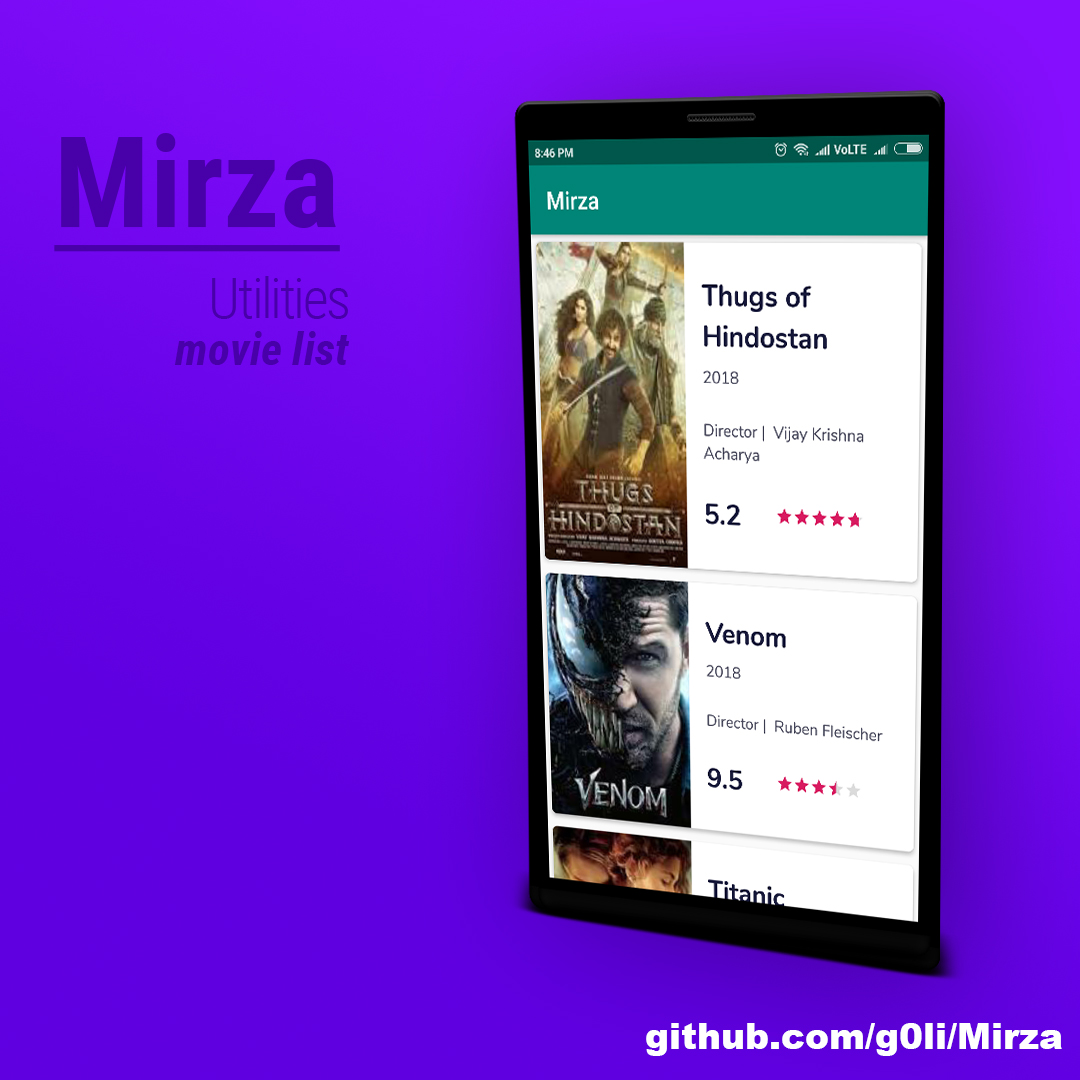 Mirza
Utilities
movie list
8:46 PM
VoLTE
Mirza
Thugs of
Hindostan
2018
Director | Vijay Krishna
Acharya
5.2
THUGS
OF
HINDOSTAN
Venom
2018
Director | Ruben Fleischer
9.5
VENOM
Titanic
github.com/g0li/Mirza